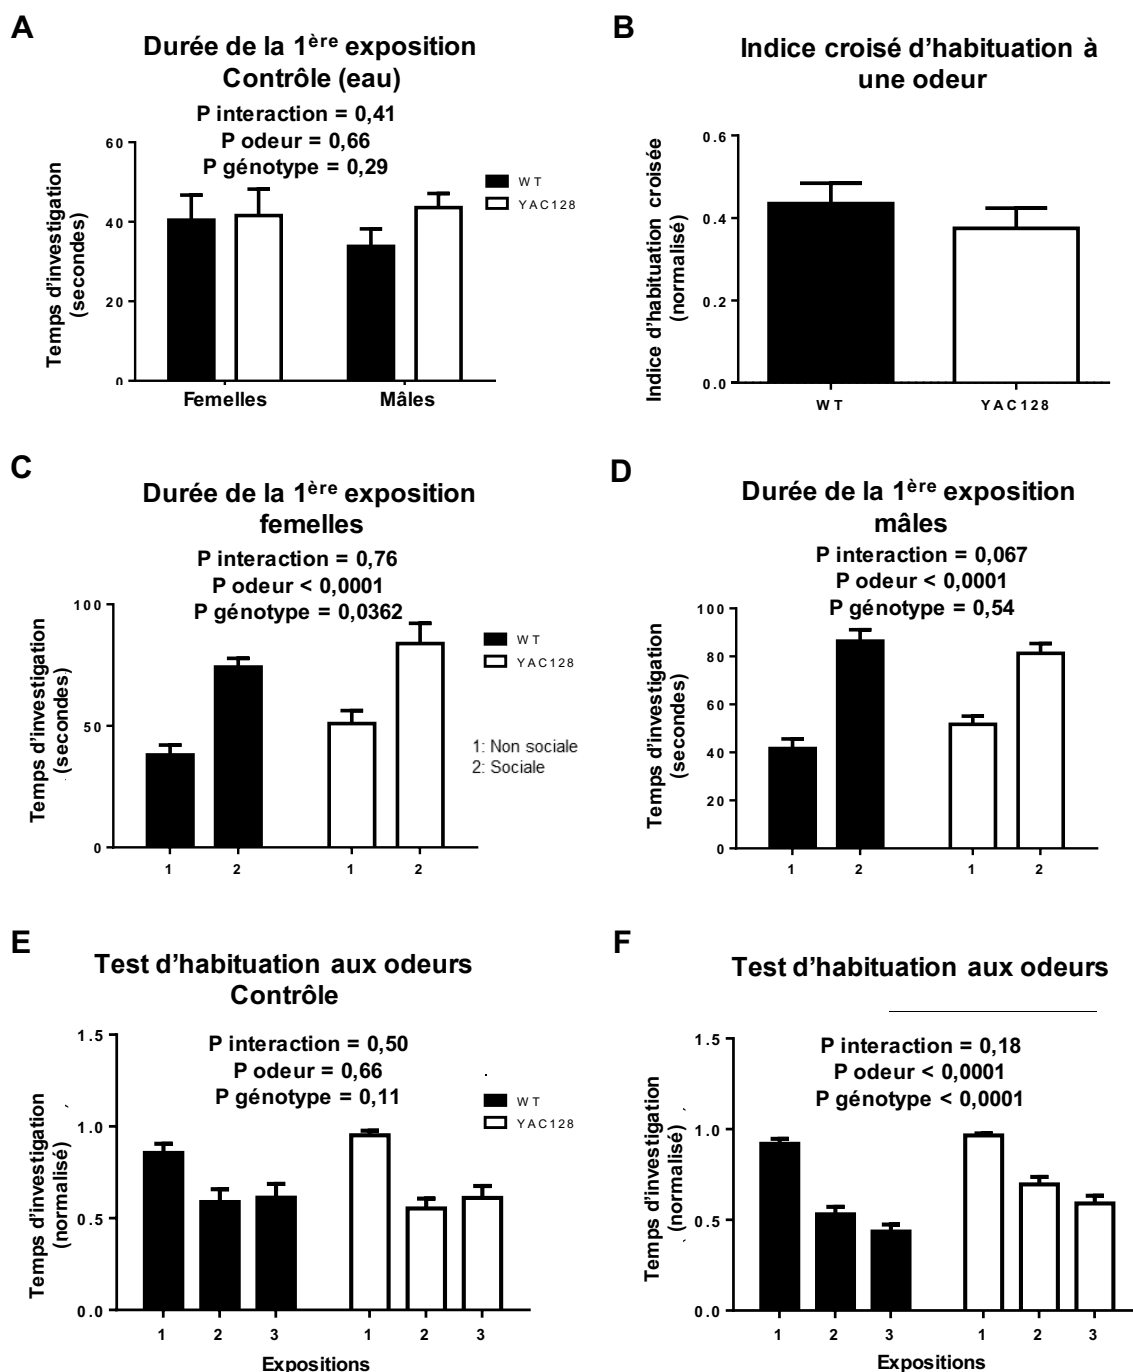 A
Durée de la 1ère exposition
Contrôle (eau)
P interaction = 0,41
P odeur = 0,66
P génotype = 0,29
Temps d'investigation
(secondes)
60
40
20
0
WT
YAC128
Femelles
Mâles
B
Indice croisé d'habituation à
une odeur
Indice d'habituation croisée
(normalisé)
0.6
0.4
0.2
0.0
WT
YAC128
C
Durée de la 1ère exposition
femelles
P interaction = 0,76
P odeur < 0,0001
P génotype = 0,0362
Temps d'investigation
(secondes)
100
50
0
WT
YAC128
1: Non sociale
2: Sociale
1 2 1 2
D
Durée de la 1ère exposition
mâles
P interaction = 0,067
P odeur < 0,0001
P génotype = 0,54
Temps d'investigation
(secondes)
100
80
60
40
20
0
1 2 1 2
E
Test d'habituation aux odeurs
Contrôle
P interaction = 0,50
P odeur = 0,66
P génotype = 0,11
Temps d'investigation
(normalisé)
1.5
1.0
0.5
0.0
WT
YAC128
1 2 3 1 2 3
Expositions
F
Test d'habituation aux odeurs
P interaction = 0,18
P odeur < 0,0001
P génotype < 0,0001
Temps d'investigation
(normalisé)
1.5
1.0
0.5
0.0
1 2 3 1 2 3
Expositions